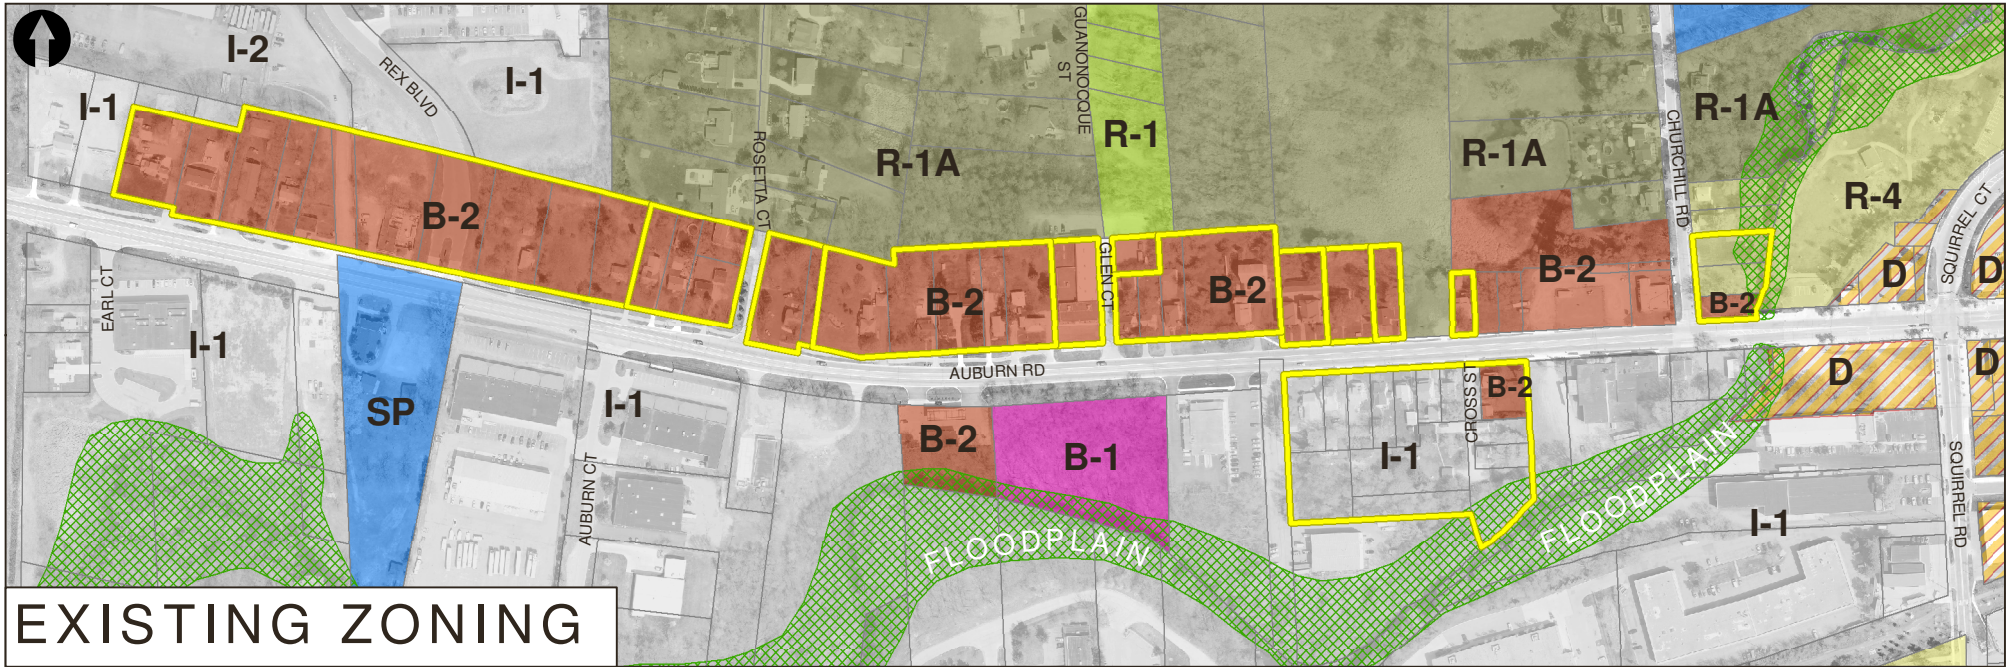 I-2
REX BLVD
I-1
I-1
GUANONOCQUE
ST
R-1
R-1A
ROSETTA CT
R-1A
CHURCHILL RD
R-1A
R-4
SQUIRREL CT
B-2
B-2
GLEN CT
B-2
B-2
B-2
D
D
EARL CT
I-1
SP
AUBURN RD
I-1
AUBURN CT
B-2
B-1
CROSS ST
B-2
I-1
D
D
FLOODPLAIN
FLOODPLAIN
I-1
SQUIRREL RD
EXISTING ZONING